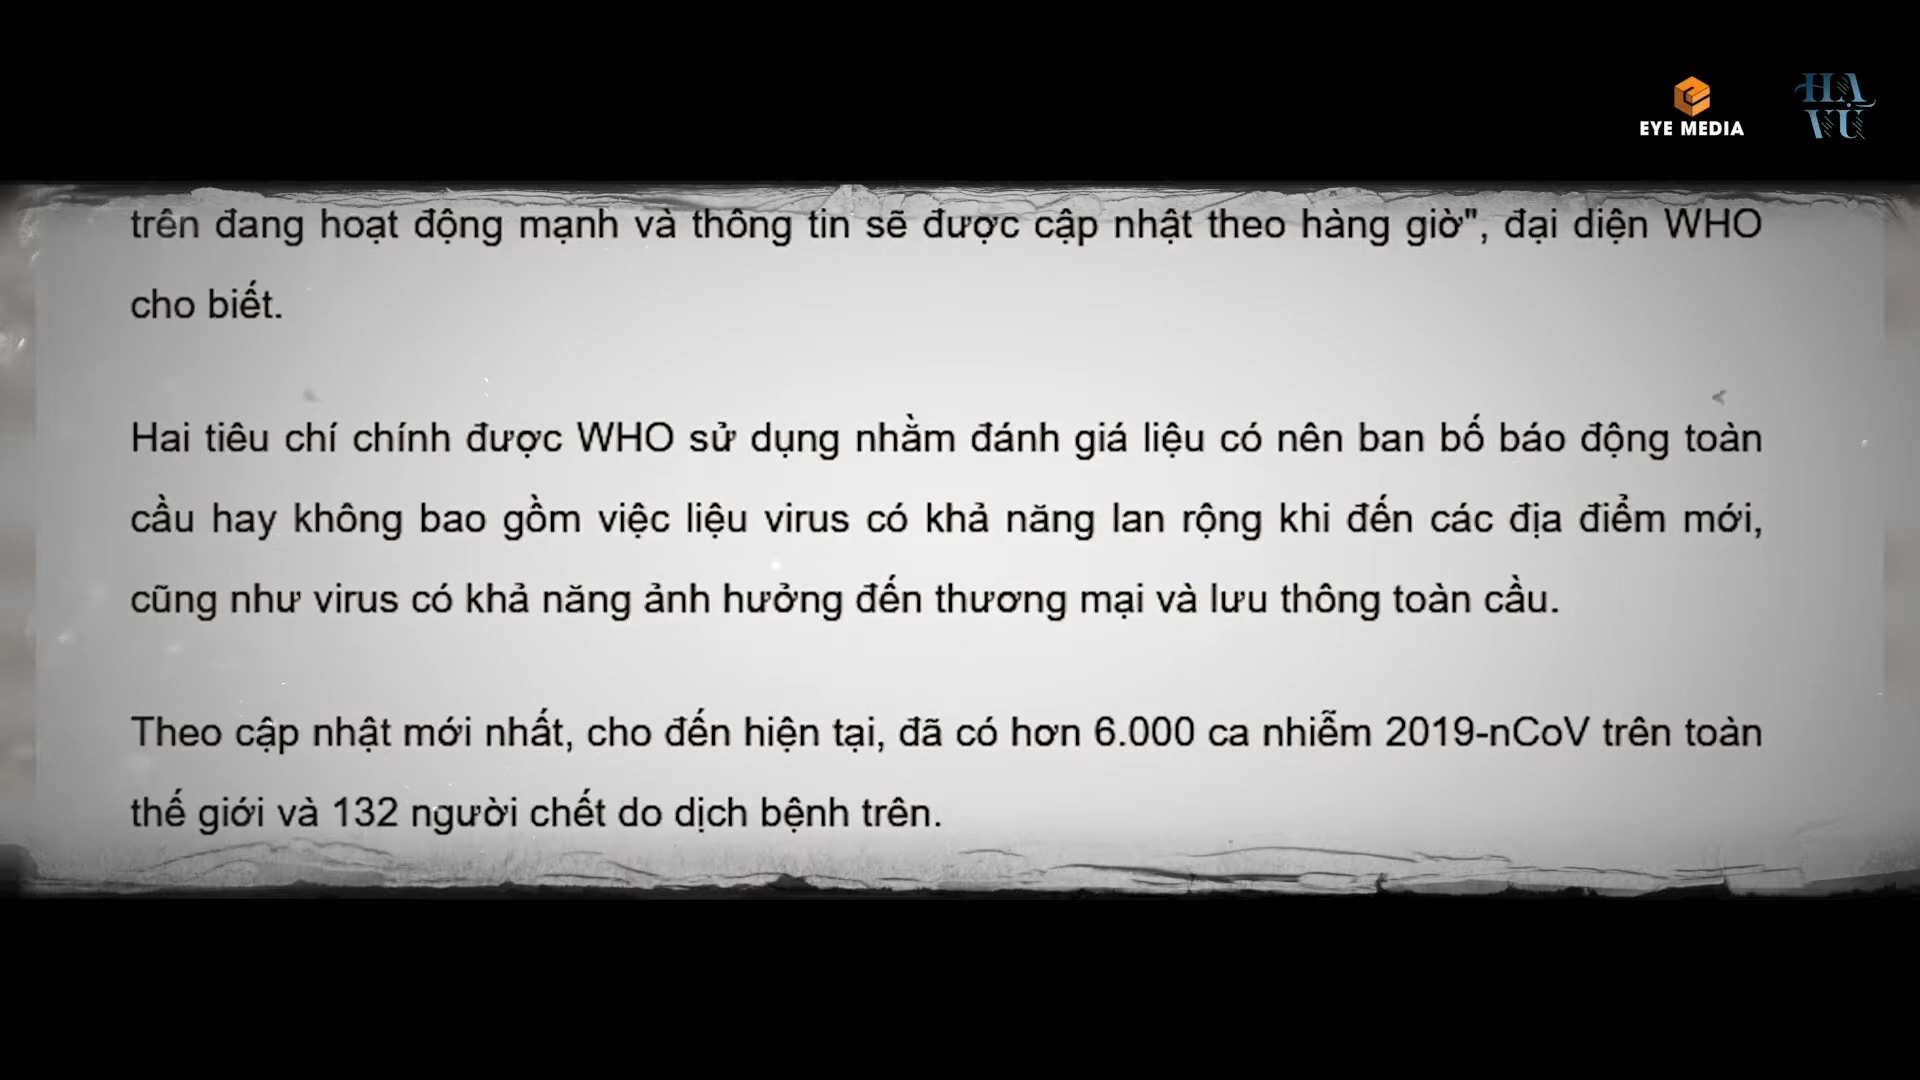 EYE MEDIA
HẠ
VŨ
trên đang hoạt động mạnh và thông tin sẽ được cập nhật theo hàng giờ", đại diện WHO
cho biết.
Hai tiêu chí chính được WHO sử dụng nhằm đánh giá liệu có nên ban bố báo động toàn
cầu hay không bao gồm việc liệu virus có khả năng lan rộng khi đến các địa điểm mới,
cũng như virus có khả năng ảnh hưởng đến thương mại và lưu thông toàn cầu.
Theo cập nhật mới nhất, cho đến hiện tại, đã có hơn 6.000 ca nhiễm 2019-nCoV trên toàn
thế giới và 132 người chết do dịch bệnh trên.